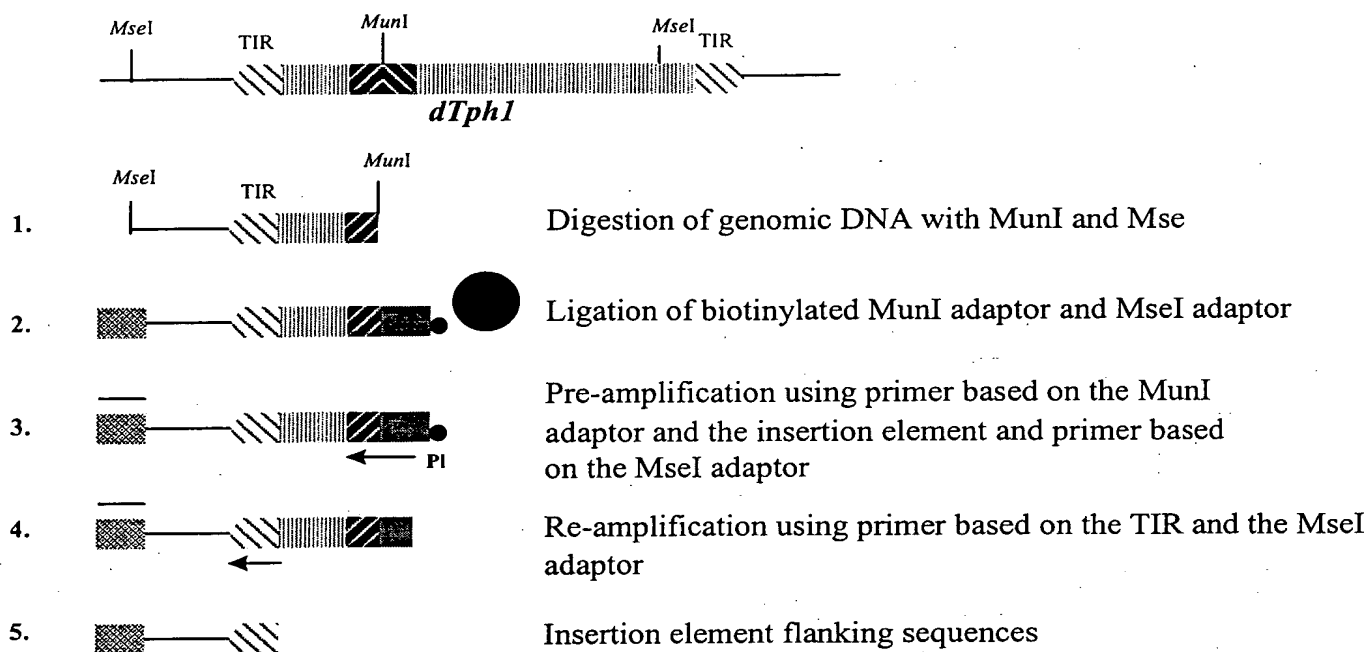 MseI
TIR
MunI
MseI
TIR
dTph1
MseI
TIR
MunI
1.
Digestion of genomic DNA with MunI and Mse
2.
Ligation of biotinylated MunI adaptor and MseI adaptor
3.
Pre-amplification using primer based on the MunI
adaptor and the insertion element and primer based
on the MseI adaptor
PI
4.
Re-amplification using primer based on the TIR and the MseI
adaptor
5.
Insertion element flanking sequences